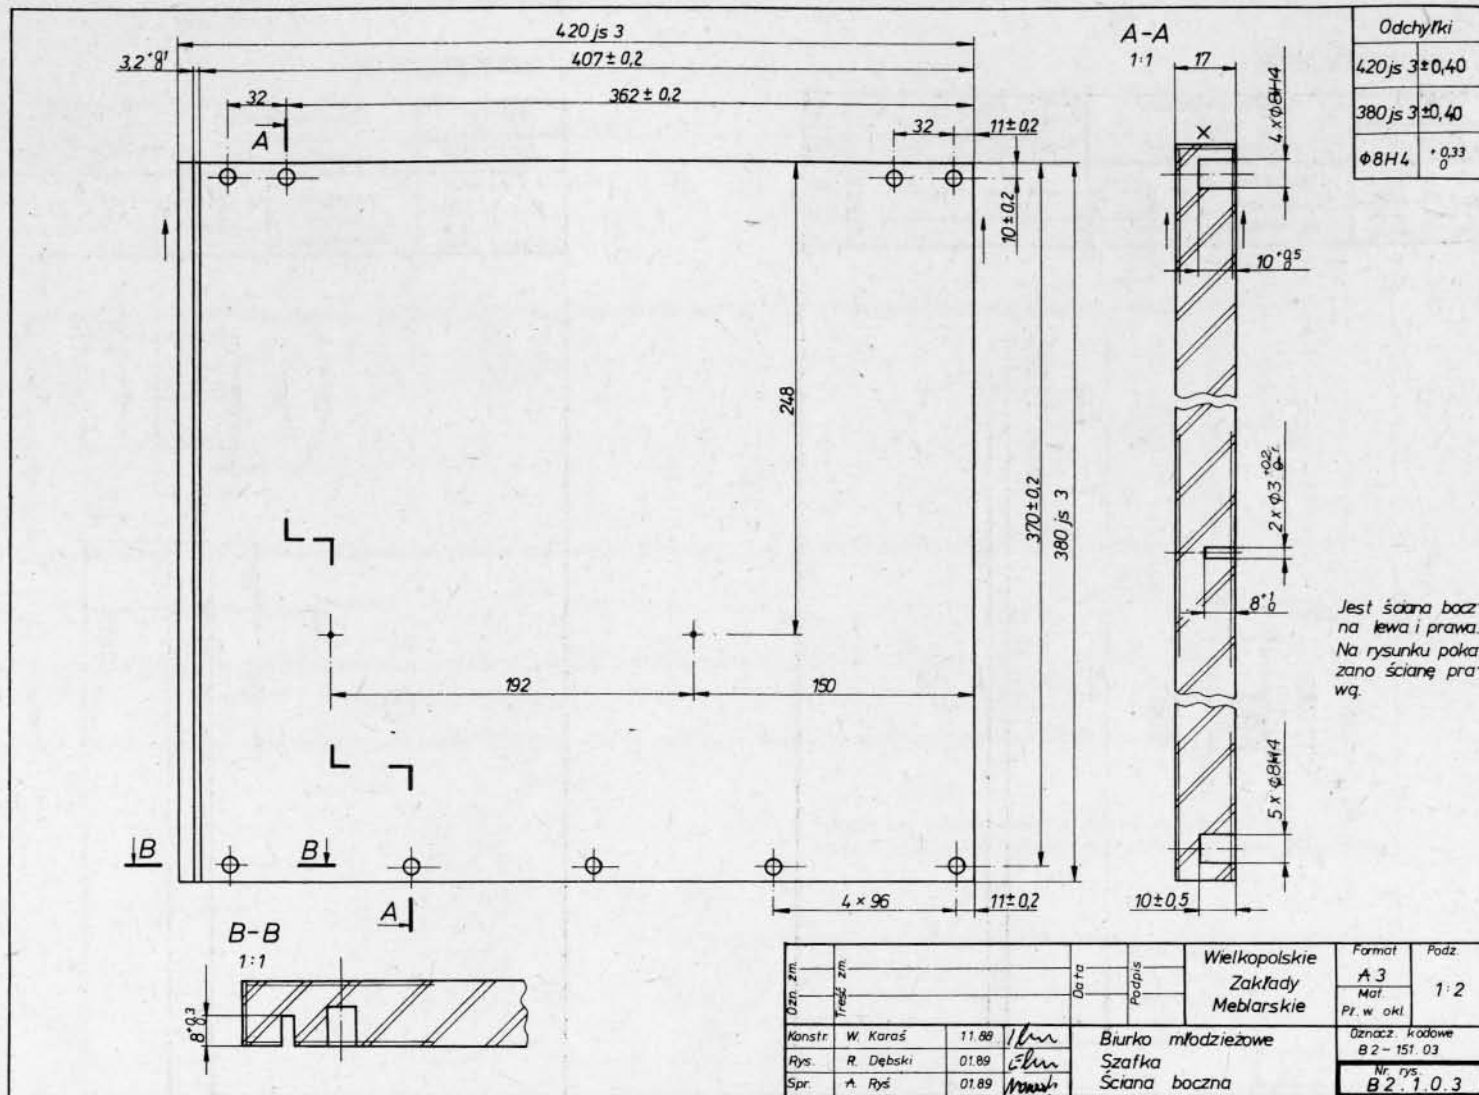 420 js 3
3,2 +0,1 0
407 ± 0,2
32
362 ± 0,2
A
32
11 ± 0,2
10 ± 0,2
248
370 ± 0,2
380 js 3
192
150
B
B
A
4 × 96
11 ± 0,2
A-A
1:1
17
4 x ϕ8H4
x
10 +0,5 0
2 x ϕ3
8 +1 0
5 x ϕ8H4
10 ± 0,5
Odchyłki
420 js 3 ±0,40
380 js 3 ±0,40
ϕ8H4 +0,33 0
Jest ściana bocz-
na lewa i prawa.
Na rysunku poka-
zano ścianę pra-
wą.
B-B
1:1
8 +0,3 0
Ozn. zm.
Treść zm.
Data
Podpis
Wielkopolskie
Zakłady
Meblarskie
Format
A 3
Mat.
Pł. w okl.
Podz.
1:2
Konstr. W. Karaś 11.88
Rys. R. Dębski 01.89
Spr. A. Ryś 01.89
Biurko młodzieżowe
Szafka
Ściana boczna
Oznacz. kodowe
B 2 - 151. 03
Nr. rys.
B 2 . 1 . 0 . 3